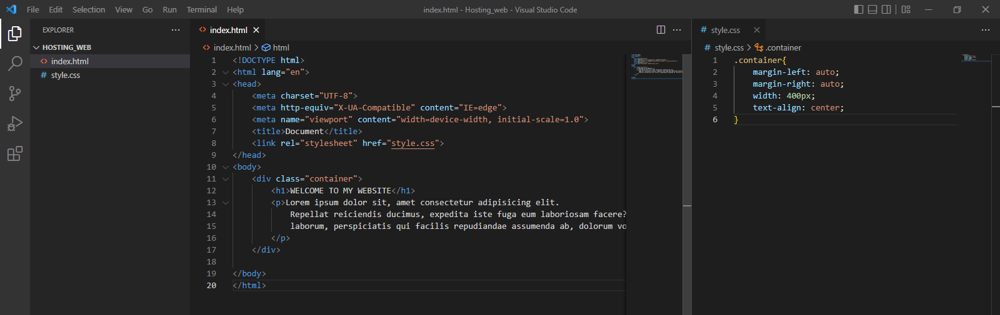 File Edit Selection View Go Run Terminal Help index.html - Hosting_web - Visual Studio Code
EXPLORER
HOSTING_WEB
index.html
style.css
index.html
index.html > html
1 <!DOCTYPE html>
2 <html lang="en">
3 <head>
4 <meta charset="UTF-8">
5 <meta http-equiv="X-UA-Compatible" content="IE=edge">
6 <meta name="viewport" content="width=device-width, initial-scale=1.0">
7 <title>Document</title>
8 <link rel="stylesheet" href="style.css">
9 </head>
10 <body>
11 <div class="container">
12 <h1>WELCOME TO MY WEBSITE</h1>
13 <p>Lorem ipsum dolor sit, amet consectetur adipisicing elit.
14 Repellat reiciendis ducimus, expedita iste fuga eum laboriosam facere?
15 laborum, perspiciatis qui facilis repudiandae assumenda ab, dolorum vo
16 </p>
17 </div>
18
19 </body>
20 </html>
# style.css
# style.css > .container
1 .container{
2 margin-left: auto;
3 margin-right: auto;
4 width: 400px;
5 text-align: center;
6 }